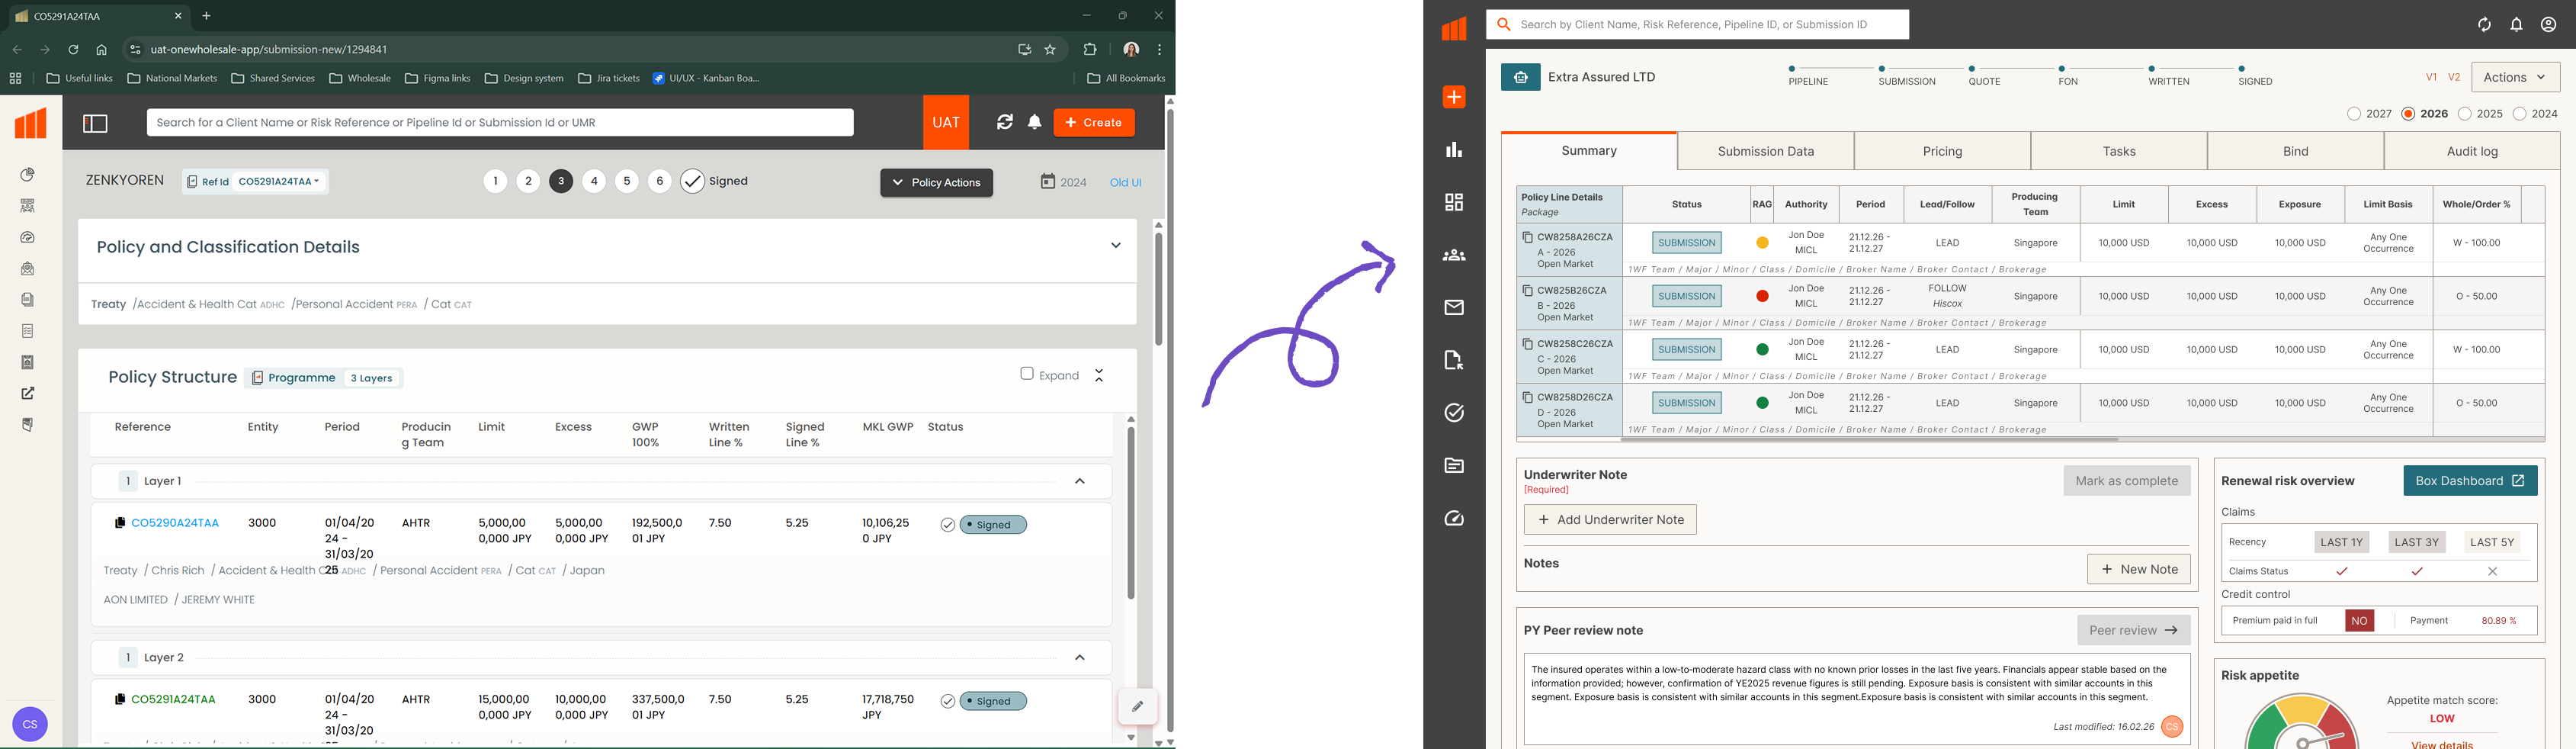 CO5291A24TAA
uat-onewholesale-app/submission-new/1294841
Useful links National Markets Shared Services Wholesale Figma links Design system Jira tickets UI/UX - Kanban Boa... All Bookmarks
Search for a Client Name or Risk Reference or Pipeline Id or Submission Id or UMR
UAT
+ Create
ZENKYOREN
Ref Id CO5291A24TAA
1 2 3 4 5 6 Signed
Policy Actions
2024
Old UI
Policy and Classification Details
Treaty /Accident & Health Cat ADHC /Personal Accident PERA / Cat CAT
Policy Structure Programme 3 Layers
Expand
Reference Entity Period Producin Limit Excess GWP Written Signed MKL GWP Status
g Team 100% Line % Line %
1 Layer 1
CO5290A24TAA 3000 01/04/20 AHTR 5,000,00 5,000,00 192,500,0 7.50 5.25 10,106,25 Signed
24 - 0,000 JPY 0,000 JPY 01 JPY 0 JPY
31/03/20
25
Treaty / Chris Rich / Accident & Health Cat ADHC / Personal Accident PERA / Cat CAT / Japan
AON LIMITED / JEREMY WHITE
1 Layer 2
CO5291A24TAA 3000 01/04/20 AHTR 15,000,00 10,000,00 337,500,0 7.50 5.25 17,718,750 Signed
24 - 0,000 JPY 0,000 JPY 01 JPY JPY
31/03/20
CS
Search by Client Name, Risk Reference, Pipeline ID, or Submission ID
Extra Assured LTD
PIPELINE SUBMISSION QUOTE FON WRITTEN SIGNED
V1 V2
Actions
2027 2026 2025 2024
Summary Submission Data Pricing Tasks Bind Audit log
Policy Line Details Status RAG Authority Period Lead/Follow Producing Limit Excess Exposure Limit Basis Whole/Order %
Package Team
CW8258A26CZA SUBMISSION Jon Doe 21.12.26 - LEAD Singapore 10,000 USD 10,000 USD 10,000 USD Any One W - 100.00
A - 2026 MICL 21.12.27 Occurrence
Open Market
1WF Team / Major / Minor / Class / Domicile / Broker Name / Broker Contact / Brokerage
CW825B26CZA SUBMISSION Jon Doe 21.12.26 - FOLLOW Singapore 10,000 USD 10,000 USD 10,000 USD Any One O - 50.00
B - 2026 MICL 21.12.27 Hiscox Occurrence
Open Market
1WF Team / Major / Minor / Class / Domicile / Broker Name / Broker Contact / Brokerage
CW8258C26CZA SUBMISSION Jon Doe 21.12.26 - LEAD Singapore 10,000 USD 10,000 USD 10,000 USD Any One W - 100.00
C - 2026 MICL 21.12.27 Occurrence
Open Market
1WF Team / Major / Minor / Class / Domicile / Broker Name / Broker Contact / Brokerage
CW8258D26CZA SUBMISSION Jon Doe 21.12.26 - LEAD Singapore 10,000 USD 10,000 USD 10,000 USD Any One O - 50.00
D - 2026 MICL 21.12.27 Occurrence
Open Market
1WF Team / Major / Minor / Class / Domicile / Broker Name / Broker Contact / Brokerage
Underwriter Note
[Required]
Mark as complete
+ Add Underwriter Note
Notes
+ New Note
PY Peer review note
Peer review
The insured operates within a low-to-moderate hazard class with no known prior losses in the last five years. Financials appear stable based on the
information provided; however, confirmation of YE2025 revenue figures is still pending. Exposure basis is consistent with similar accounts in this
segment. Exposure basis is consistent with similar accounts in this segment.Exposure basis is consistent with similar accounts in this segment.
Last modified: 16.02.26 CS
Renewal risk overview
Box Dashboard
Claims
Recency LAST 1Y LAST 3Y LAST 5Y
Claims Status
Credit control
Premium paid in full NO Payment 80.89 %
Risk appetite
Appetite match score:
LOW
View details